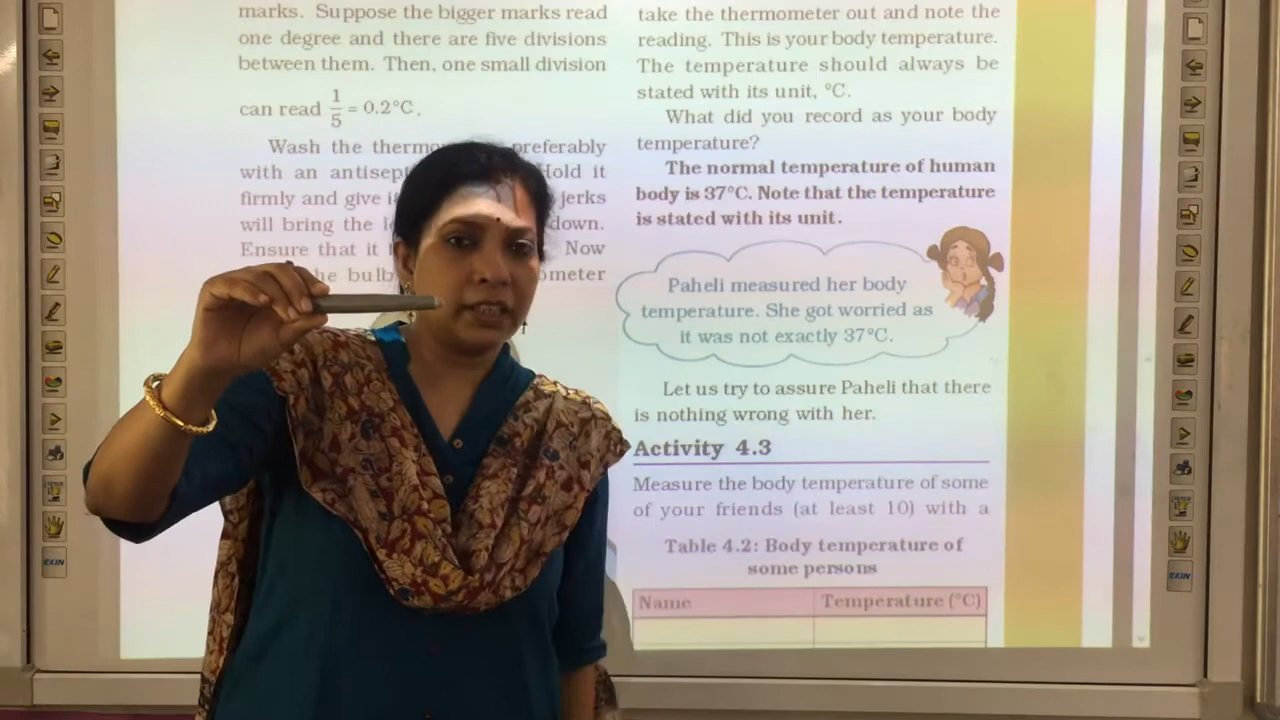 marks. Suppose the bigger marks read
one degree and there are five divisions
between them. Then, one small division
can read 1/5 = 0.2°C.
Wash the thermo preferably
with an antisep Hold it
firmly and give i jerks
will bring the l down.
Ensure that it Now
he bulb ometer
take the thermometer out and note the
reading. This is your body temperature.
The temperature should always be
stated with its unit, °C.
What did you record as your body
temperature?
The normal temperature of human
body is 37°C. Note that the temperature
is stated with its unit.
Paheli measured her body
temperature. She got worried as
it was not exactly 37°C.
Let us try to assure Paheli that there
is nothing wrong with her.
Activity 4.3
Measure the body temperature of some
of your friends (at least 10) with a
Table 4.2: Body temperature of
some persons
Name Temperature (°C)
EXIN
EXIN